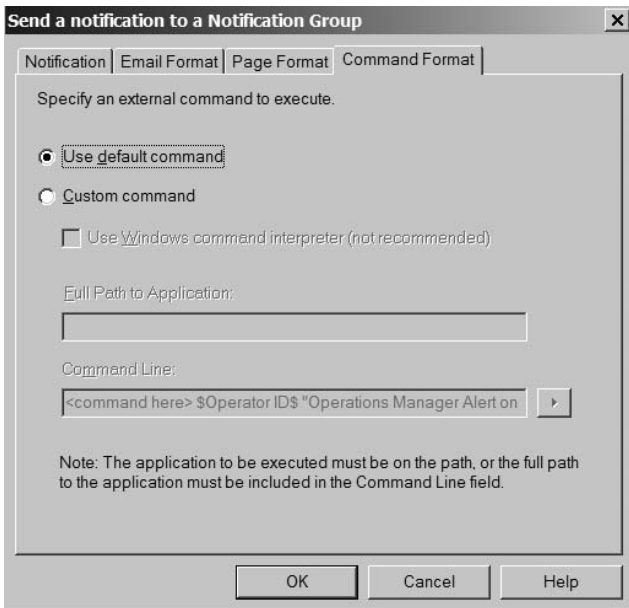 Send a notification to a Notification Group
Notification Email Format Page Format Command Format
Specify an external command to execute.
Use default command
Custom command
Use Windows command interpreter (not recommended)
Full Path to Application:
Command Line:
<command here> $Operator ID$ "Operations Manager Alert on
Note: The application to be executed must be on the path, or the full path
to the application must be included in the Command Line field.
OK Cancel Help